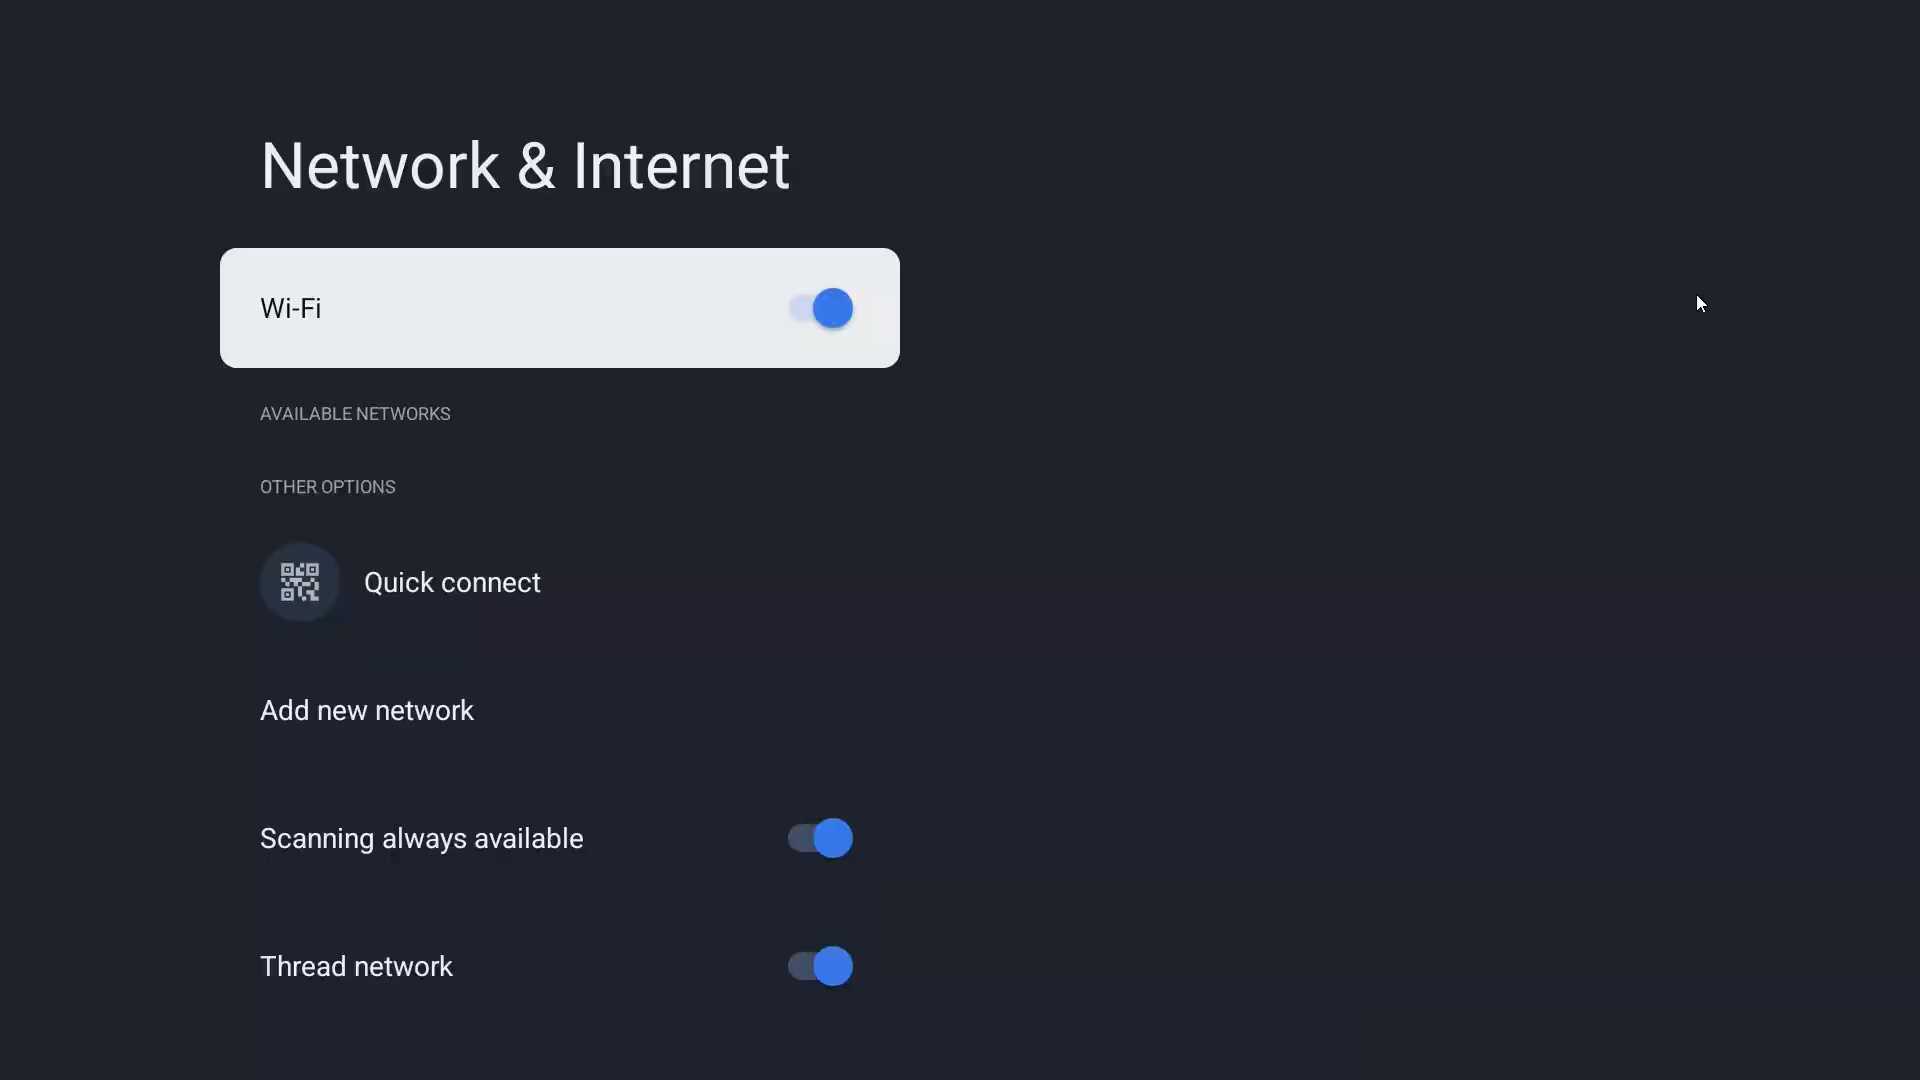 Network & Internet
Wi-Fi
AVAILABLE NETWORKS
OTHER OPTIONS
Quick connect
Add new network
Scanning always available
Thread network